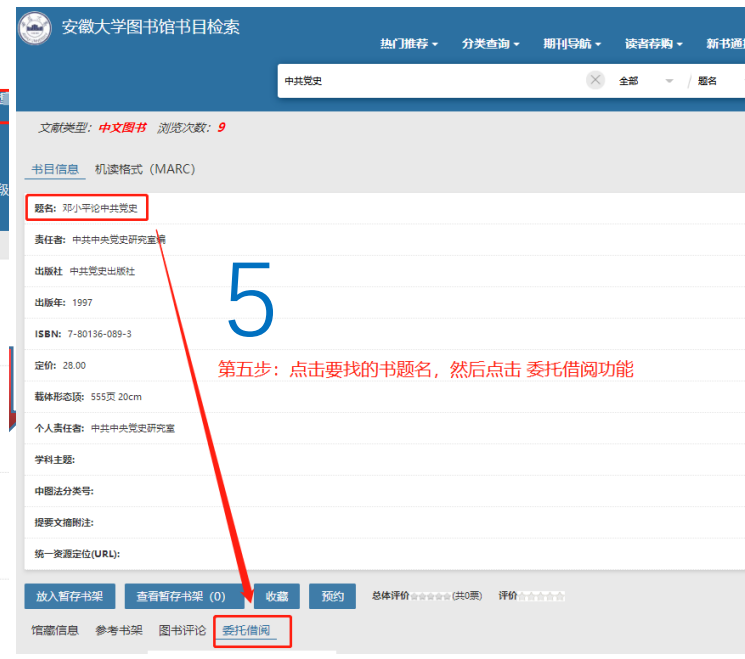 安徽大学图书馆书目检索
热门推荐 分类查询 期刊导航 读者荐购 新书通
中共党史 全部 / 题名
文献类型: 中文图书 浏览次数: 9
段
书目信息 机读格式 (MARC)
题名: 邓小平论中共党史
责任者: 中共中央党史研究室编
出版社 中共党史出版社
出版年: 1997
5
ISBN: 7-80136-089-3
定价: 28.00
第五步: 点击要找的书题名, 然后点击 委托借阅功能
载体形态项: 555页 20cm
个人责任者: 中共中央党史研究室
学科主题:
中图法分类号:
提要文摘附注:
统一资源定位(URL):
放入暂存书架 查看暂存书架 (0) 收藏 预约 总体评价 (共0票) 评价
馆藏信息 参考书架 图书评论 委托借阅